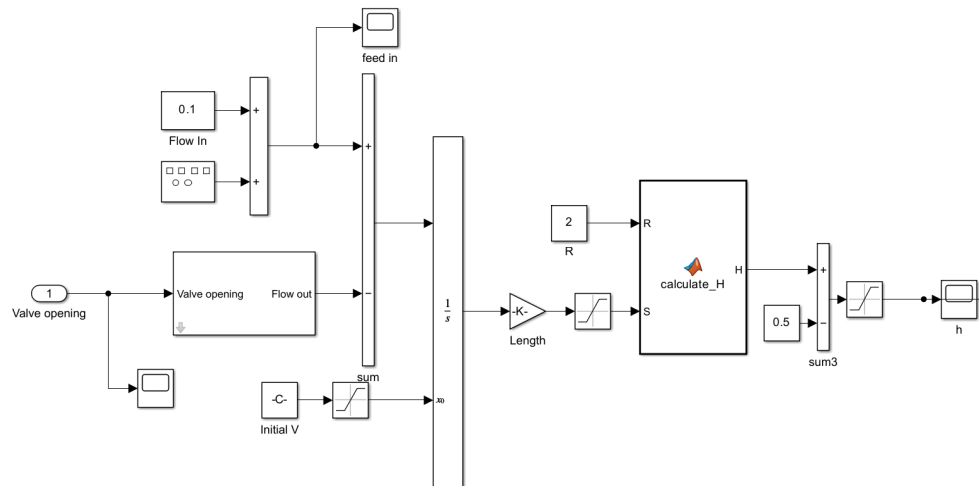 feed in
0.1
+
Flow In
+
+
1
Valve opening
Valve opening
Flow out
−
sum
-C-
Initial V
1
s
x0
-K-
Length
2
R
R
calculate_H
H
S
+
0.5
−
sum3
h